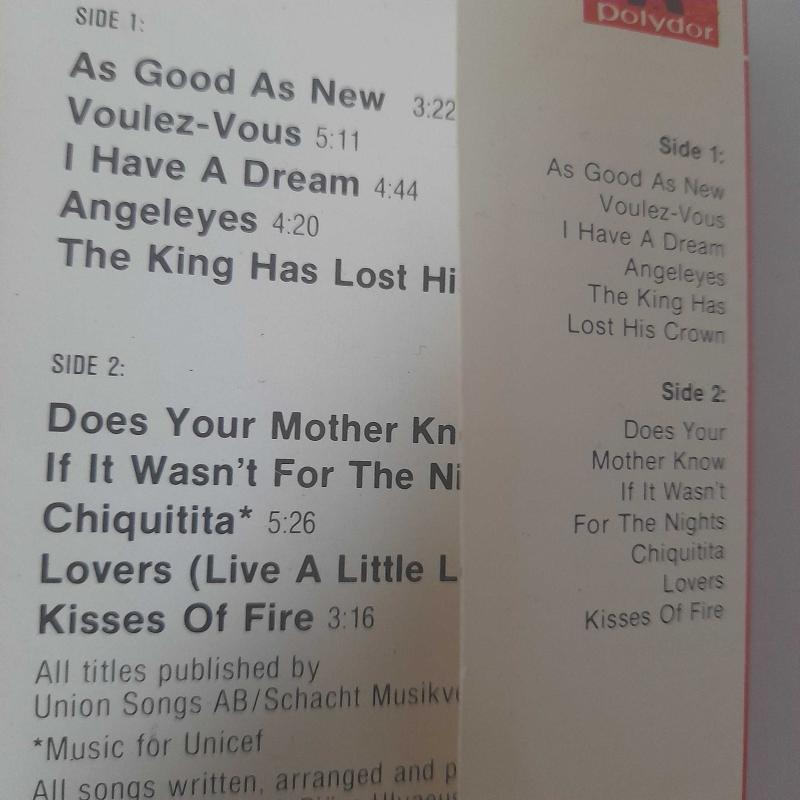 SIDE 1:
As Good As New 3:22
Voulez-Vous 5:11
I Have A Dream 4:44
Angeleyes 4:20
The King Has Lost Hi
SIDE 2:
Does Your Mother Kn
If It Wasn't For The Ni
Chiquitita* 5:26
Lovers (Live A Little L
Kisses Of Fire 3:16
All titles published by
Union Songs AB/Schacht Musikv
*Music for Unicef
All songs written, arranged and p
polydor
Side 1:
As Good As New
Voulez-Vous
I Have A Dream
Angeleyes
The King Has
Lost His Crown
Side 2:
Does Your
Mother Know
If It Wasn't
For The Nights
Chiquitita
Lovers
Kisses Of Fire